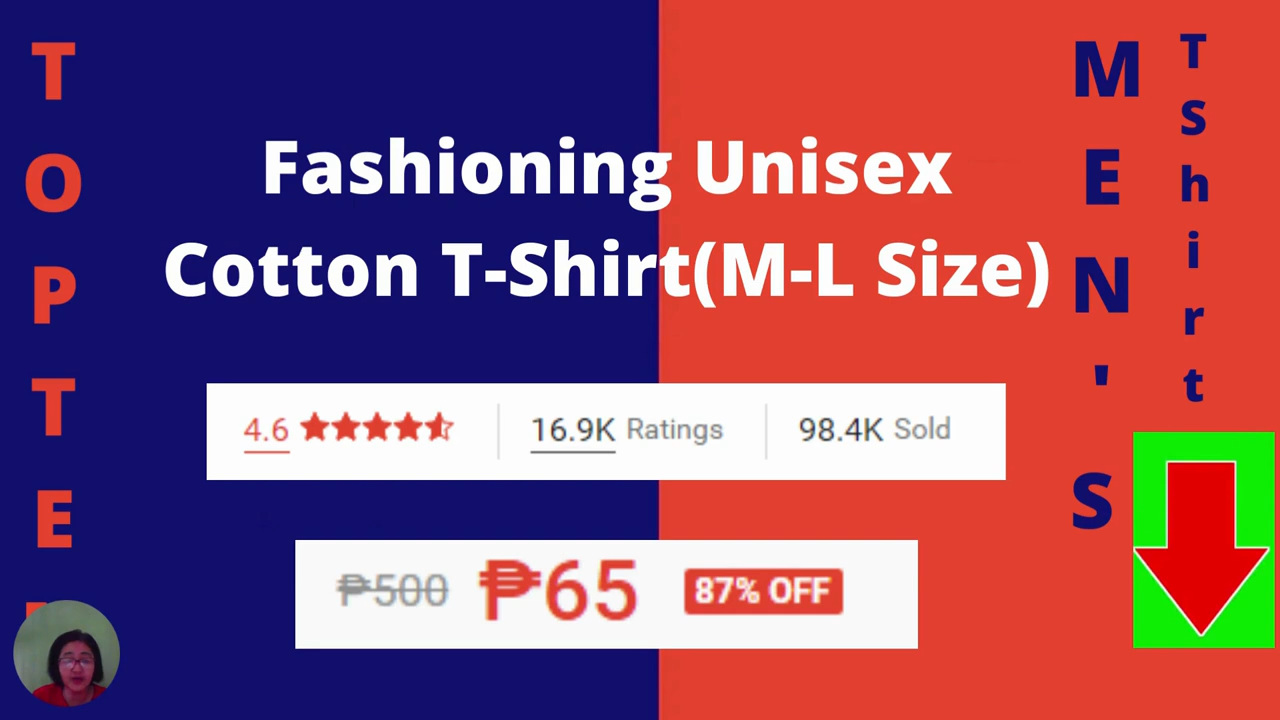 TOPTE
Fashioning Unisex
Cotton T-Shirt(M-L Size)
4.6 16.9K Ratings 98.4K Sold
₱500 ₱65 87% OFF
MEN'S
Tshirt